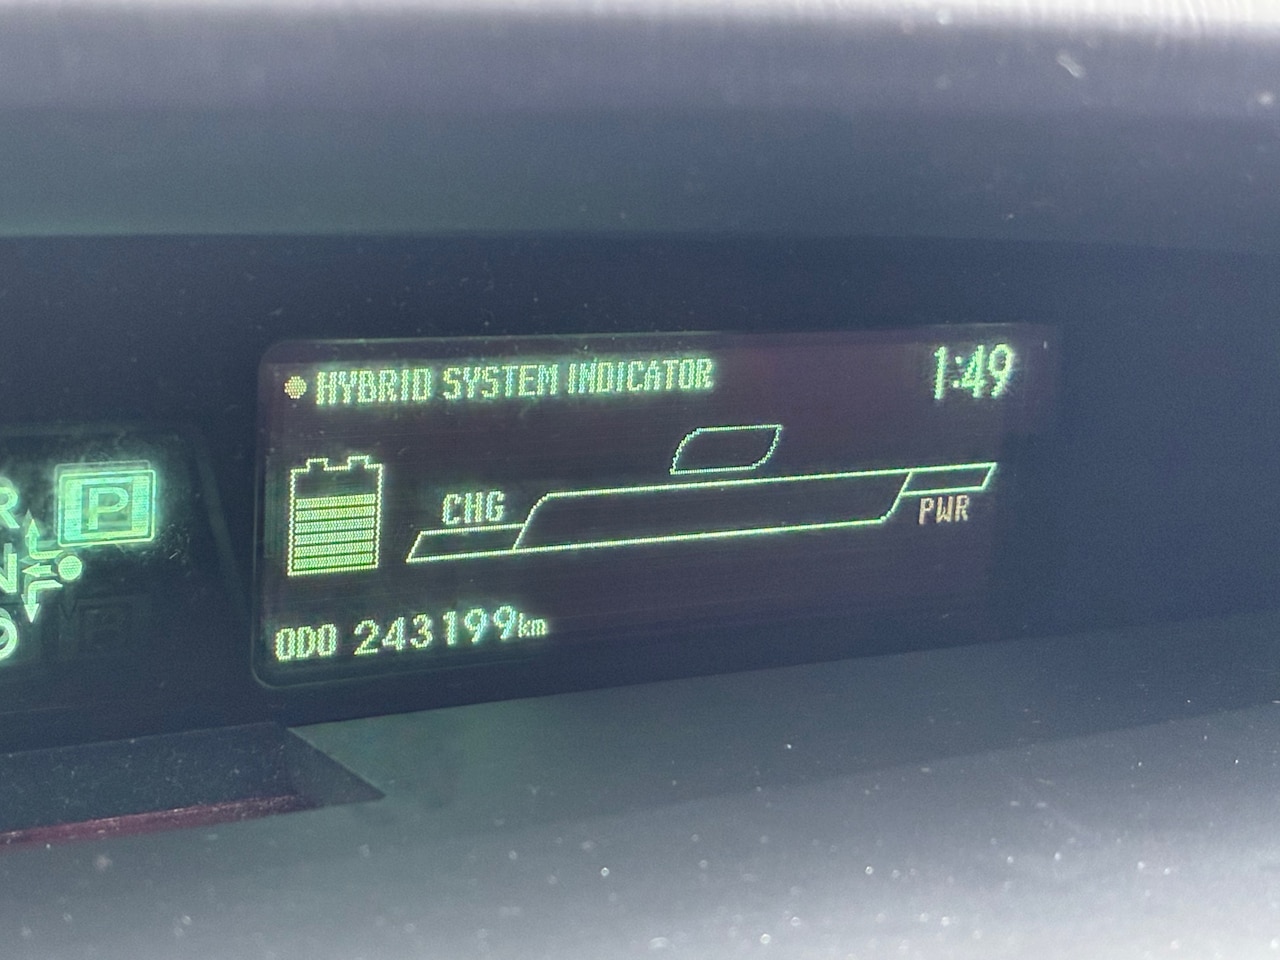 HYBRID SYSTEM INDICATOR
1:49
CHG
PWR
ODO 243199km
R
P
N
D